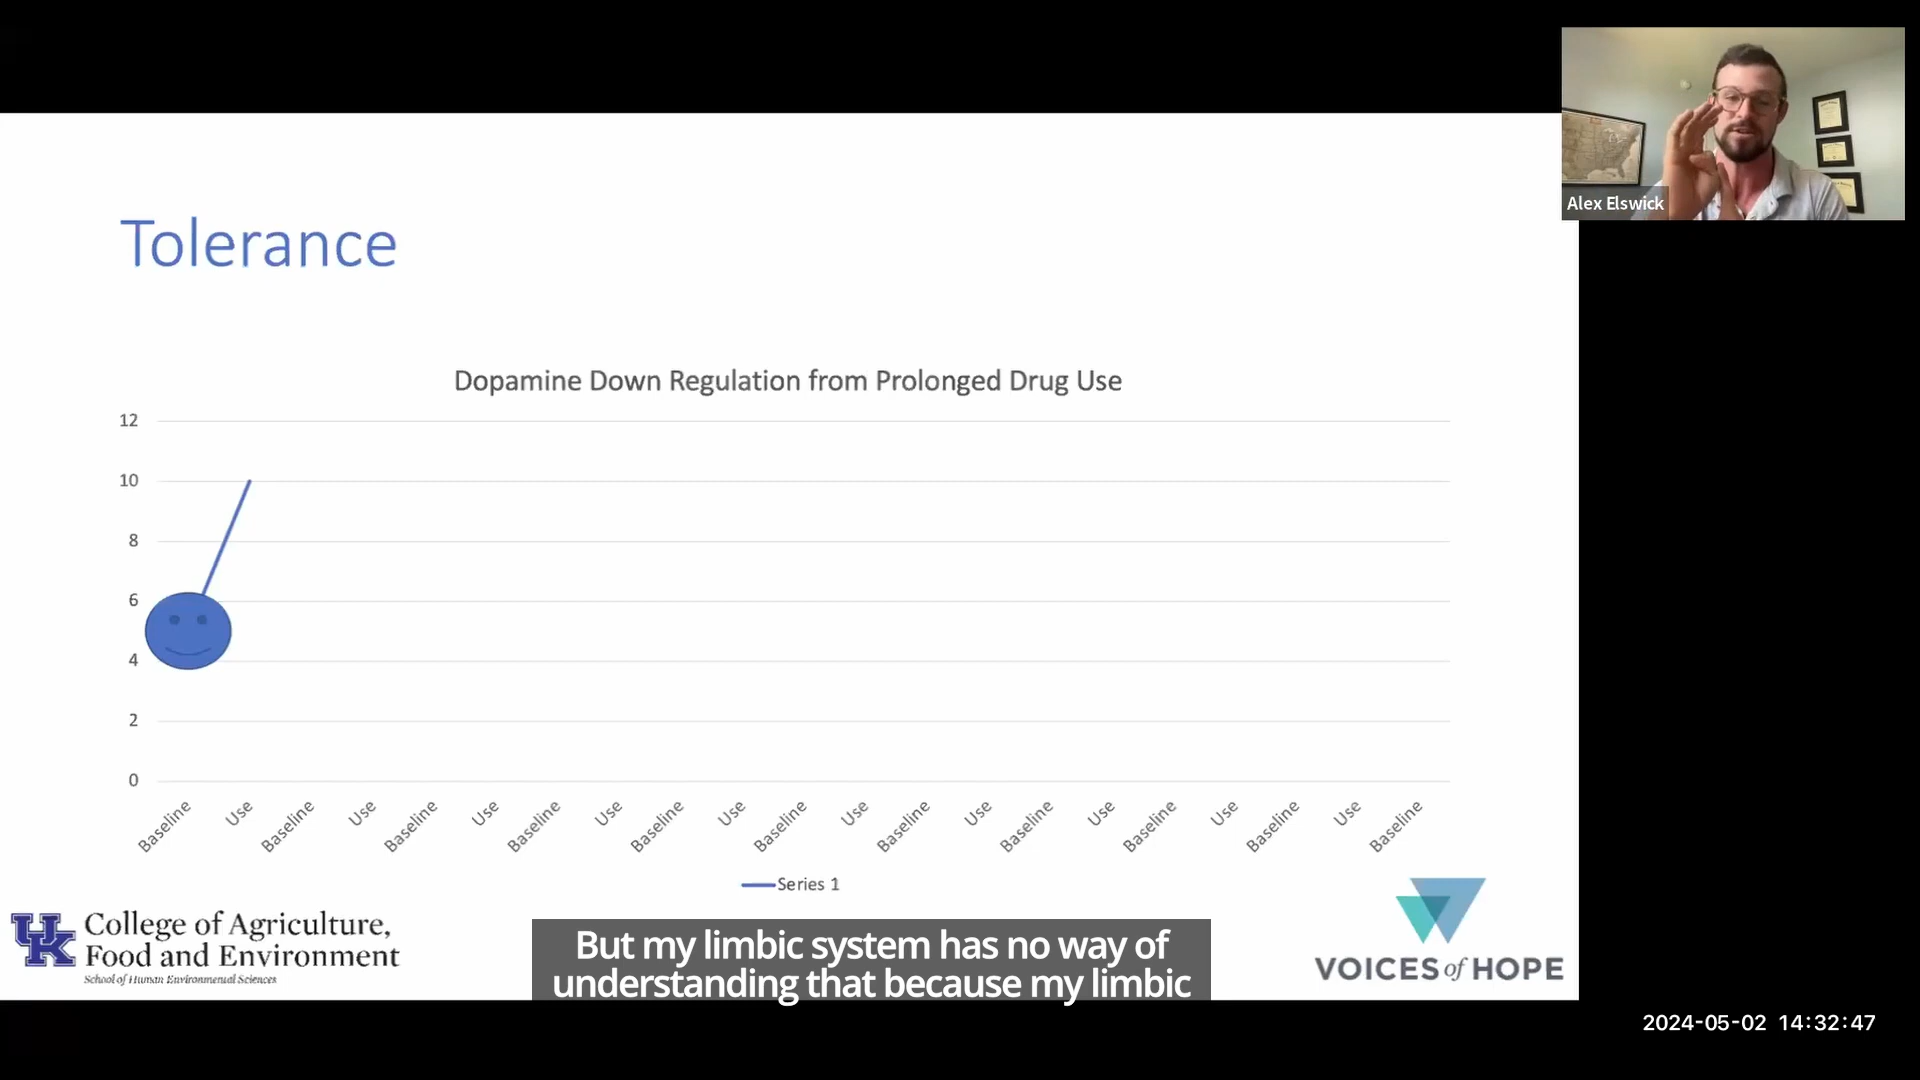 Alex Elswick
Tolerance
Dopamine Down Regulation from Prolonged Drug Use
12
10
8
6
4
2
0
Baseline
Use
Baseline
Use
Baseline
Use
Baseline
Use
Baseline
Use
Baseline
Use
Baseline
Use
Baseline
Use
Baseline
Use
Baseline
Use
Baseline
Series 1
UK
College of Agriculture,
Food and Environment
School of Human Environmental Sciences
But my limbic system has no way of
understanding that because my limbic
VOICES of HOPE
2024-05-02 14:32:47